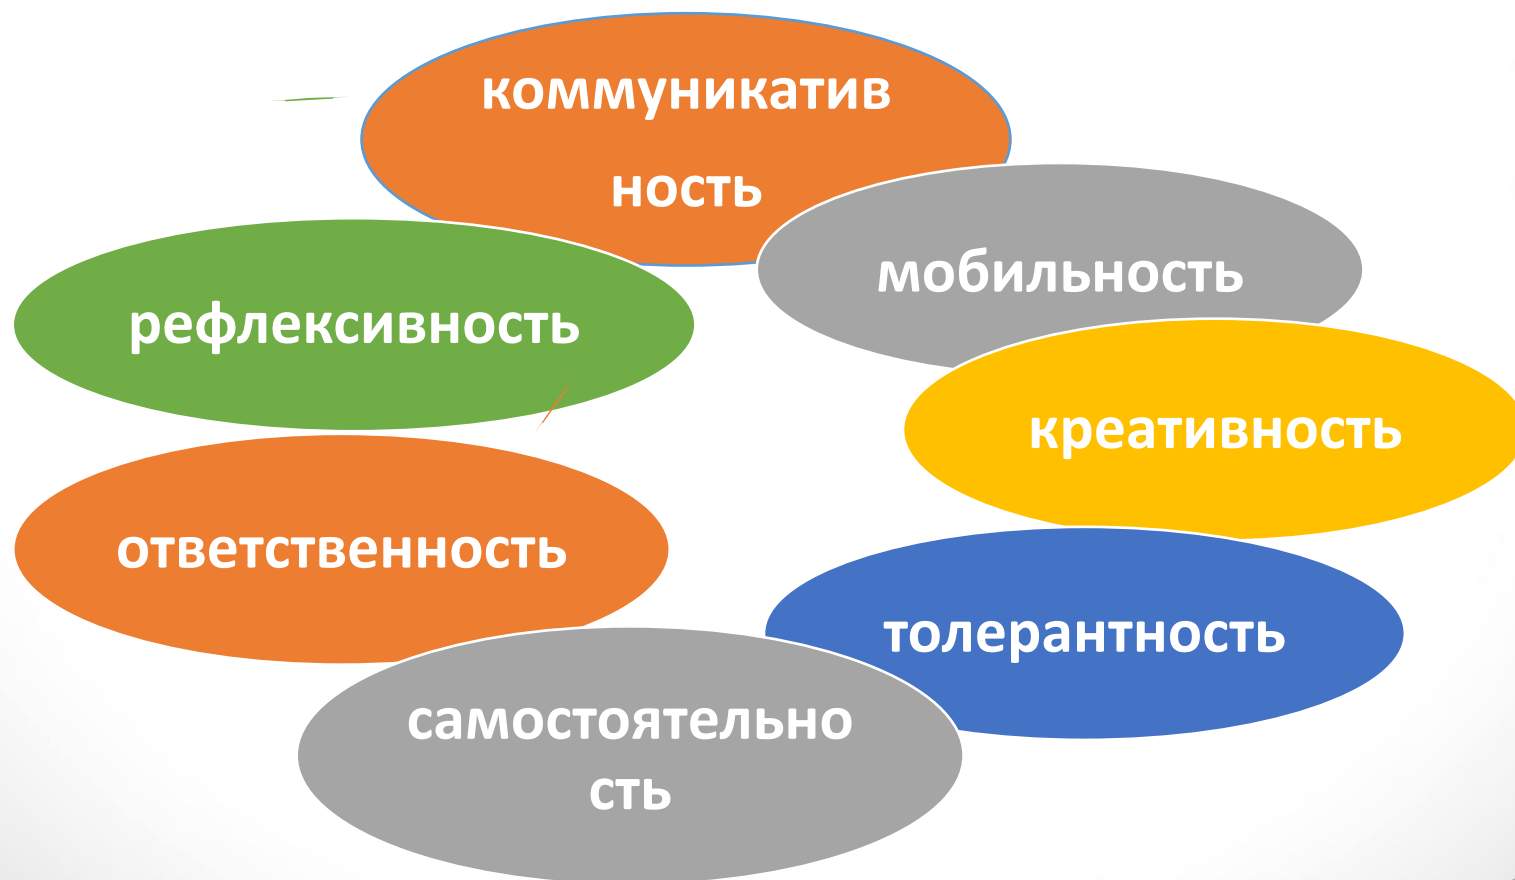 коммуникатив
ность
мобильность
рефлексивность
креативность
ответственность
толерантность
самостоятельно
сть